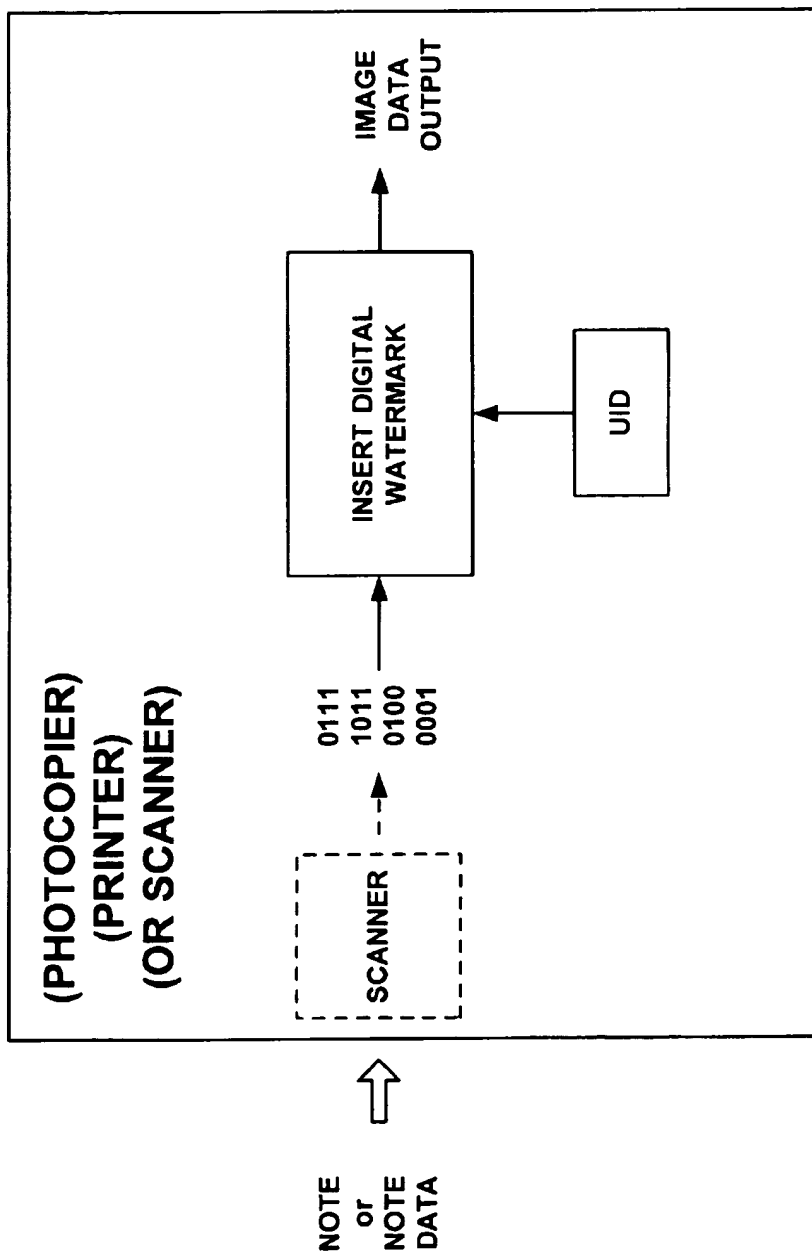 (PHOTOCOPIER)
(PRINTER)
(OR SCANNER)
NOTE
or
NOTE
DATA
SCANNER
0111
1011
0100
0001
INSERT DIGITAL
WATERMARK
UID
IMAGE
DATA
OUTPUT